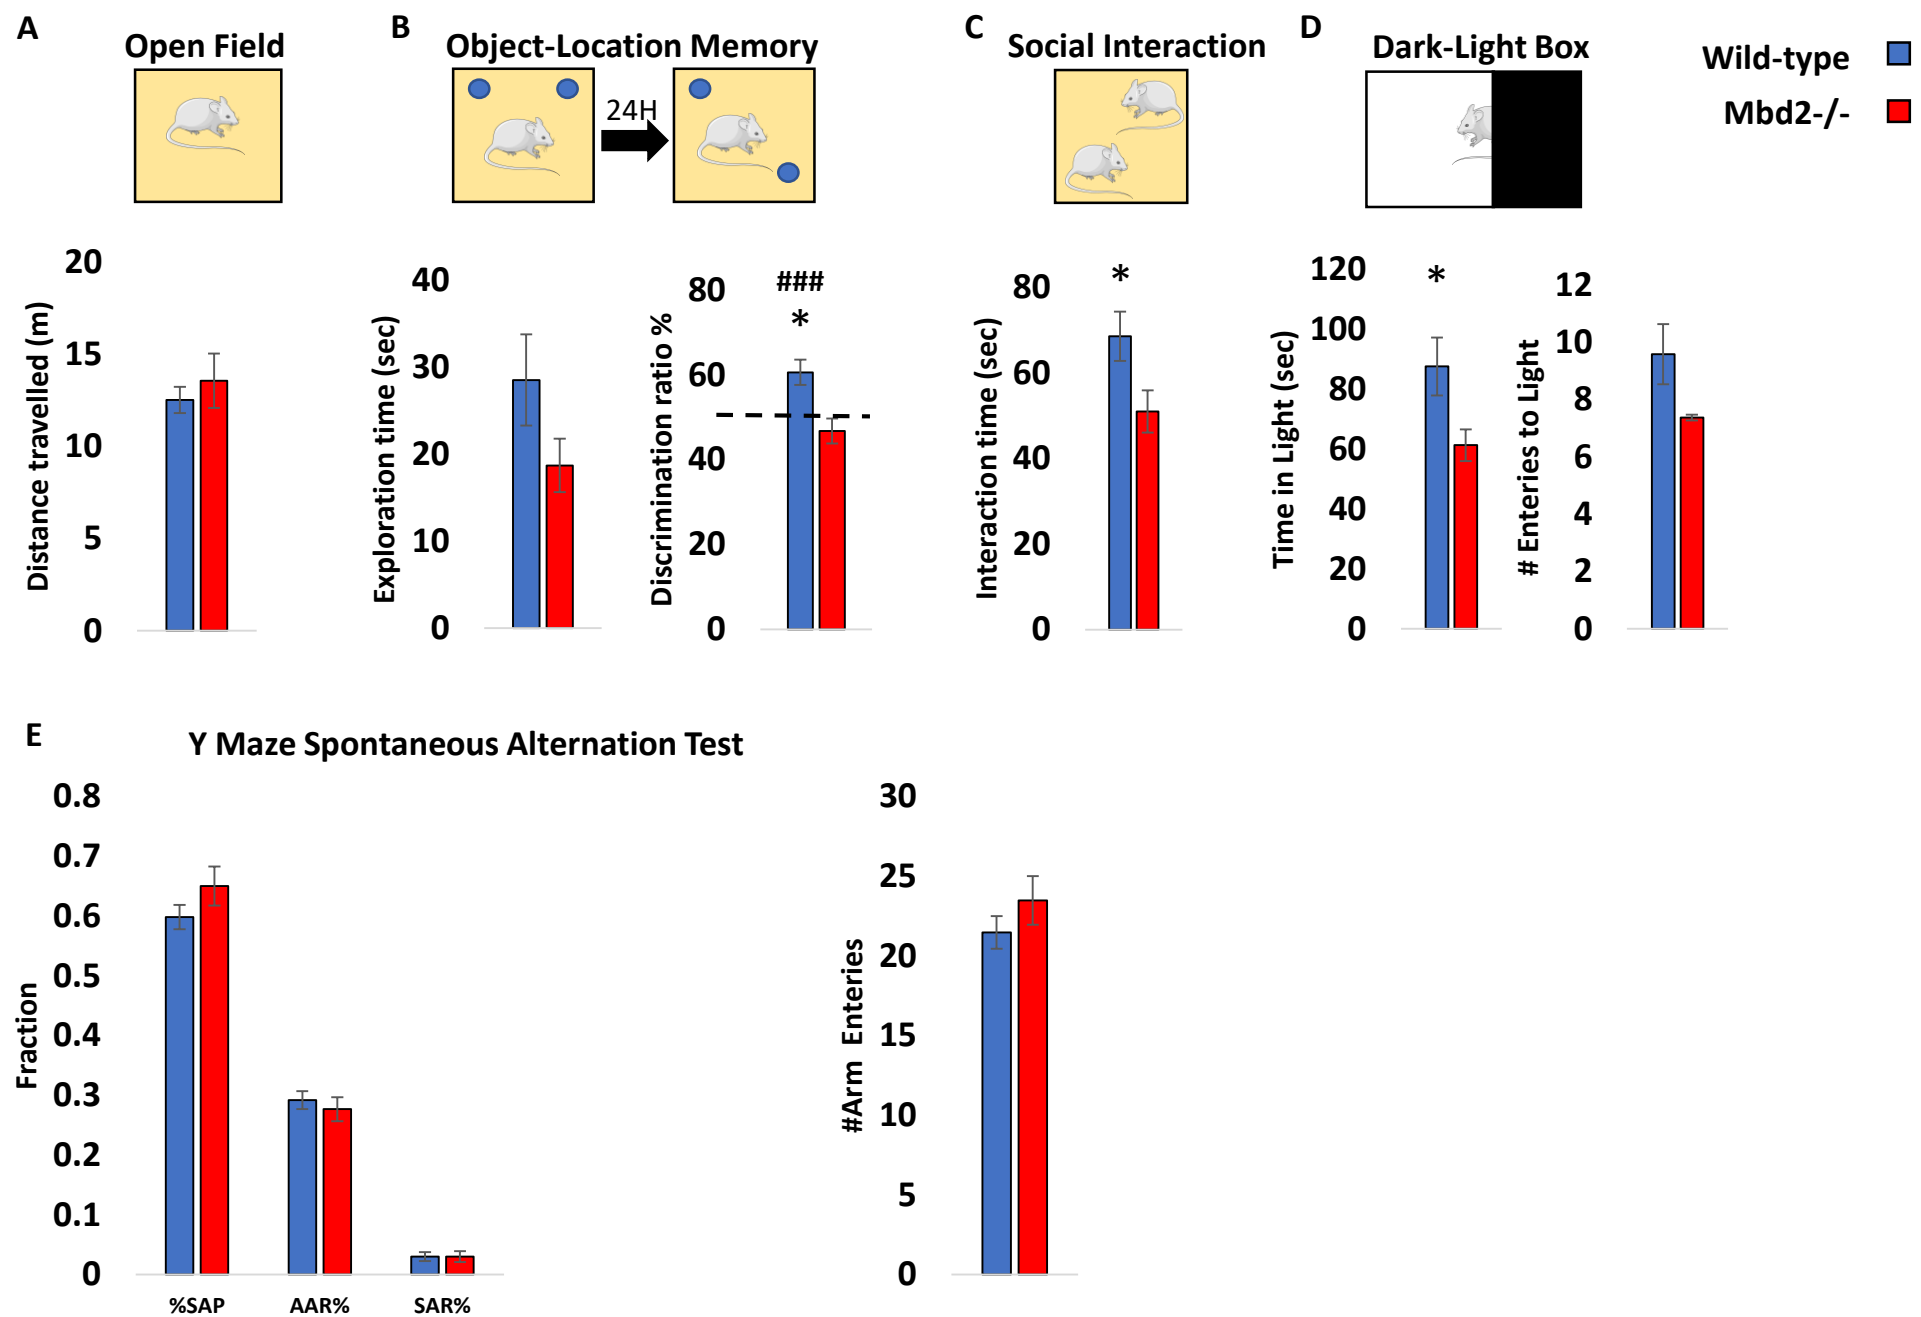 A
Open Field
B
Object-Location Memory
24H
C
Social Interaction
D
Dark-Light Box
Wild-type
Mbd2-/-
Distance travelled (m)
20
15
10
5
0
Exploration time (sec)
40
30
20
10
0
Discrimination ratio %
80
60
40
20
0
###
*
Interaction time (sec)
80
60
40
20
0
*
Time in Light (sec)
120
100
80
60
40
20
0
*
# Enteries to Light
12
10
8
6
4
2
0
E
Y Maze Spontaneous Alternation Test
Fraction
0.8
0.7
0.6
0.5
0.4
0.3
0.2
0.1
0
%SAP
AAR%
SAR%
#Arm Enteries
30
25
20
15
10
5
0